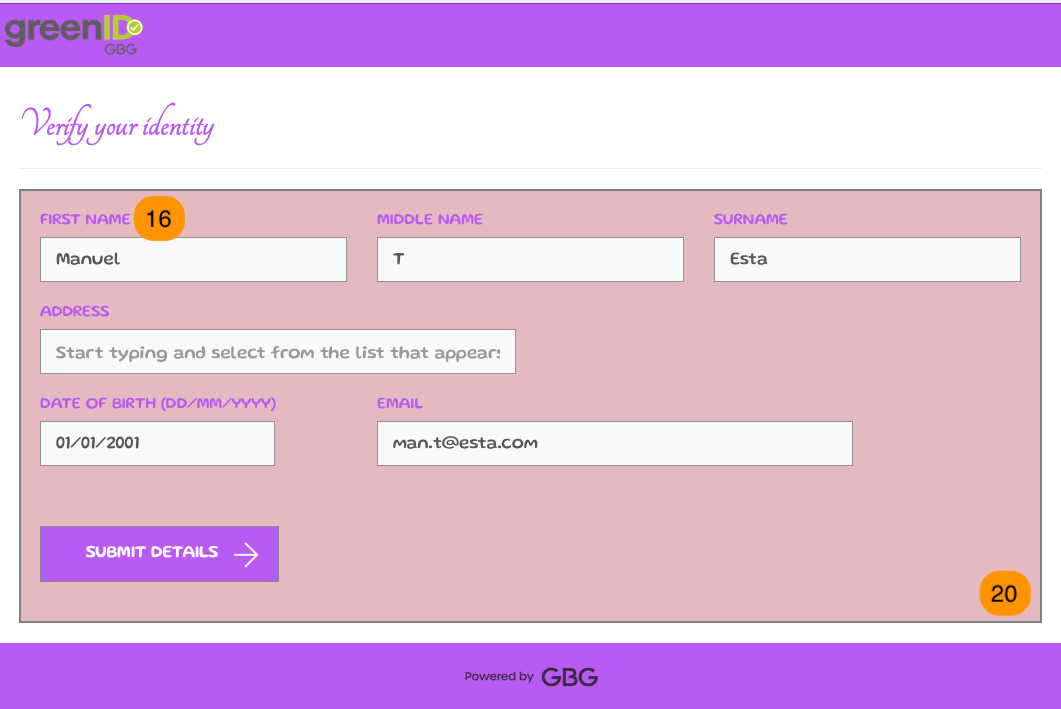 greenID
GBG
Verify your identity
FIRST NAME 16 MIDDLE NAME SURNAME
Manuel T Esta
ADDRESS
Start typing and select from the list that appears
DATE OF BIRTH (DD/MM/YYYY) EMAIL
01/01/2001 man.t@esta.com
SUBMIT DETAILS
20
Powered by GBG